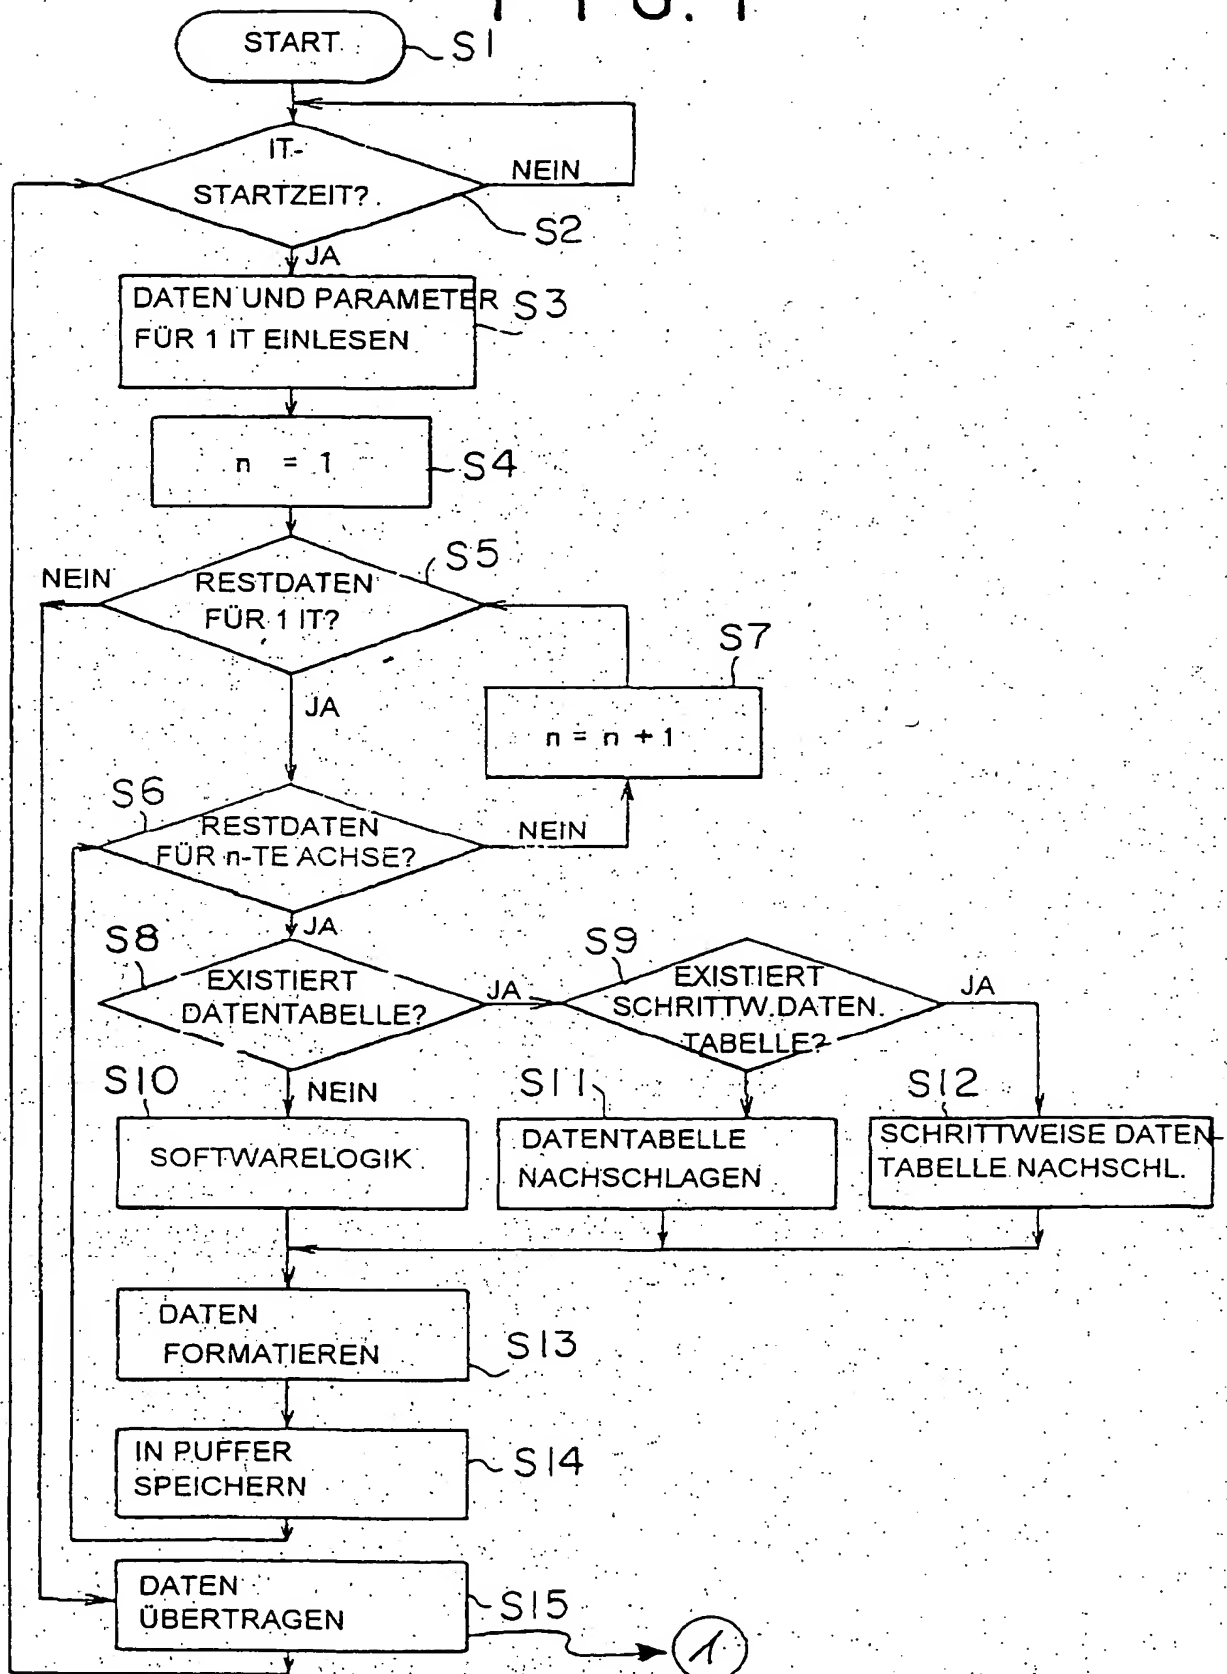 FIG. 1
START
S1
IT-
STARTZEIT?
NEIN
S2
JA
DATEN UND PARAMETER
FÜR 1 IT EINLESEN
S3
n = 1
S4
NEIN
RESTDATEN
FÜR 1 IT?
S5
S7
JA
n = n + 1
S6
RESTDATEN
FÜR n-TE ACHSE?
NEIN
JA
S8
EXISTIERT
DATENTABELLE?
JA
S9
EXISTIERT
SCHRITTW.DATEN.
TABELLE?
JA
S10
NEIN
S11
S12
SOFTWARELOGIK
DATENTABELLE
NACHSCHLAGEN
SCHRITTWEISE DATEN-
TABELLE NACHSCHL.
DATEN
FORMATIEREN
S13
IN PUFFER
SPEICHERN
S14
DATEN
ÜBERTRAGEN
S15
1